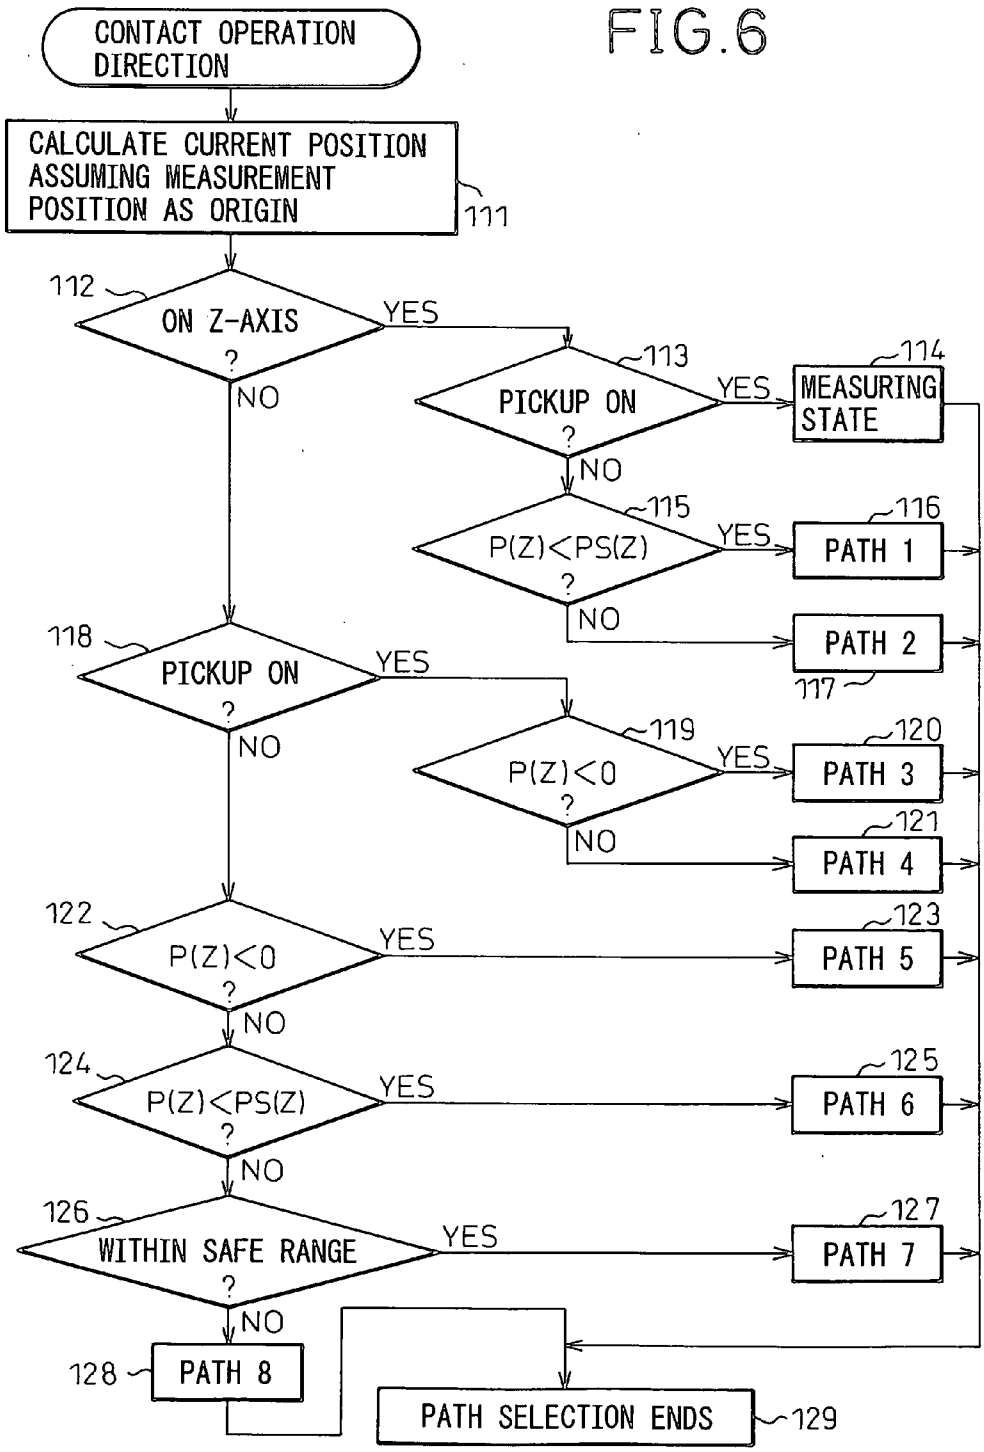 FIG.6
CONTACT OPERATION
DIRECTION
CALCULATE CURRENT POSITION
ASSUMING MEASUREMENT
POSITION AS ORIGIN
111
112
ON Z-AXIS
?
YES
NO
113
PICKUP ON
?
YES
NO
114
MEASURING
STATE
115
P(Z)<PS(Z)
?
YES
NO
116
PATH 1
PATH 2
117
118
PICKUP ON
?
YES
NO
119
P(Z)<0
?
YES
NO
120
PATH 3
121
PATH 4
122
P(Z)<0
?
YES
NO
123
PATH 5
124
P(Z)<PS(Z)
?
YES
NO
125
PATH 6
126
WITHIN SAFE RANGE
?
YES
NO
127
PATH 7
128
PATH 8
PATH SELECTION ENDS
129